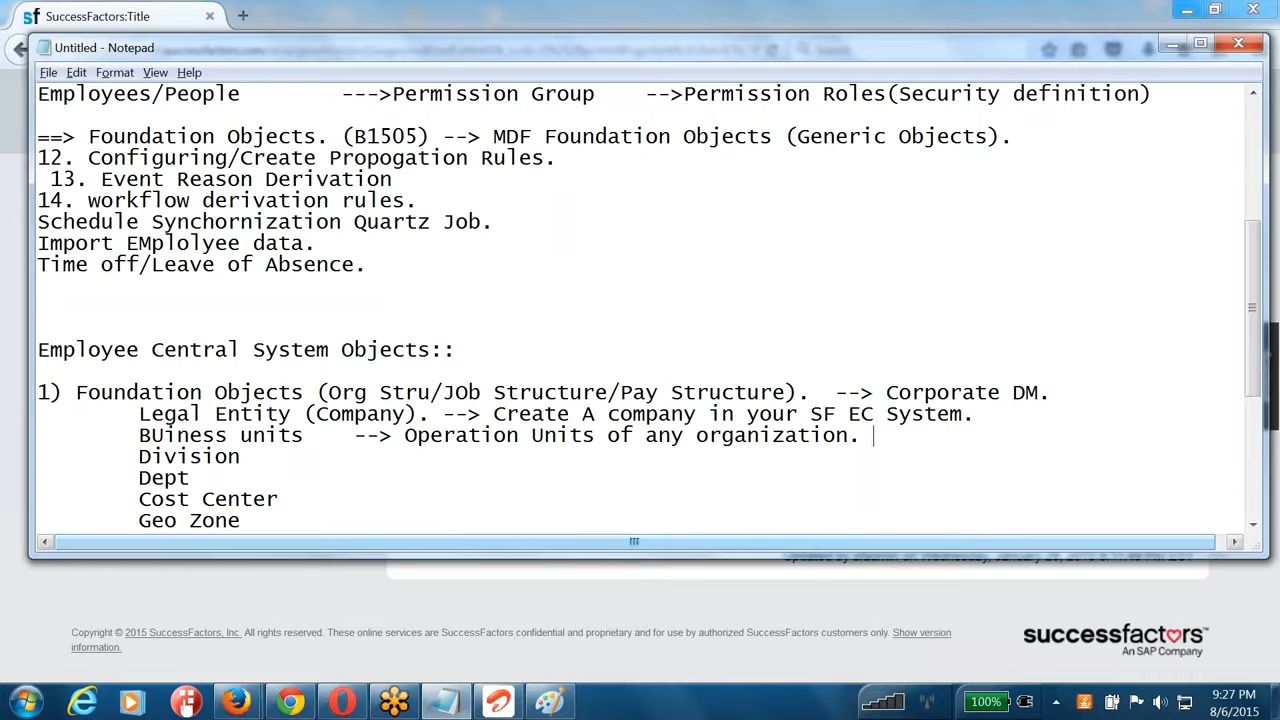 SuccessFactors:Title
Untitled - Notepad
File Edit Format View Help
Employees/People --->Permission Group -->Permission Roles(Security definition)
==> Foundation Objects. (B1505) --> MDF Foundation Objects (Generic Objects).
12. Configuring/Create Propogation Rules.
13. Event Reason Derivation
14. workflow derivation rules.
Schedule Synchornization Quartz Job.
Import EMplolyee data.
Time off/Leave of Absence.
Employee Central System Objects::
1) Foundation Objects (Org Stru/JOb Structure/Pay Structure). --> Corporate DM.
Legal Entity (Company). --> Create A company in your SF EC System.
BUiness units --> Operation Units of any organization.
Division
Dept
Cost Center
Geo Zone
Copyright © 2015 SuccessFactors, Inc. All rights reserved. These online services are SuccessFactors confidential and proprietary and for use by authorized SuccessFactors customers only. Show version
information.
successfactors
An SAP Company
100%
9:27 PM
8/6/2015